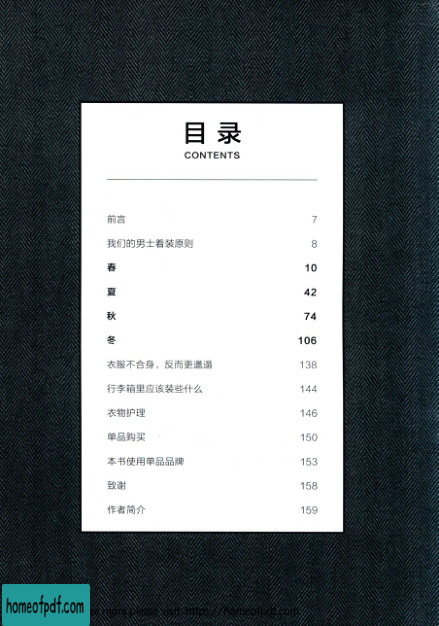 目录
CONTENTS
前言 7
我们的男士着装原则 8
春 10
夏 42
秋 74
冬 106
衣服不合身，反而更邋遢 138
行李箱里应该装些什么 144
衣物护理 146
单品购买 150
本书使用单品品牌 153
致谢 158
作者简介 159
homeofpdf.com more,please visit: https://homeofpdf.com